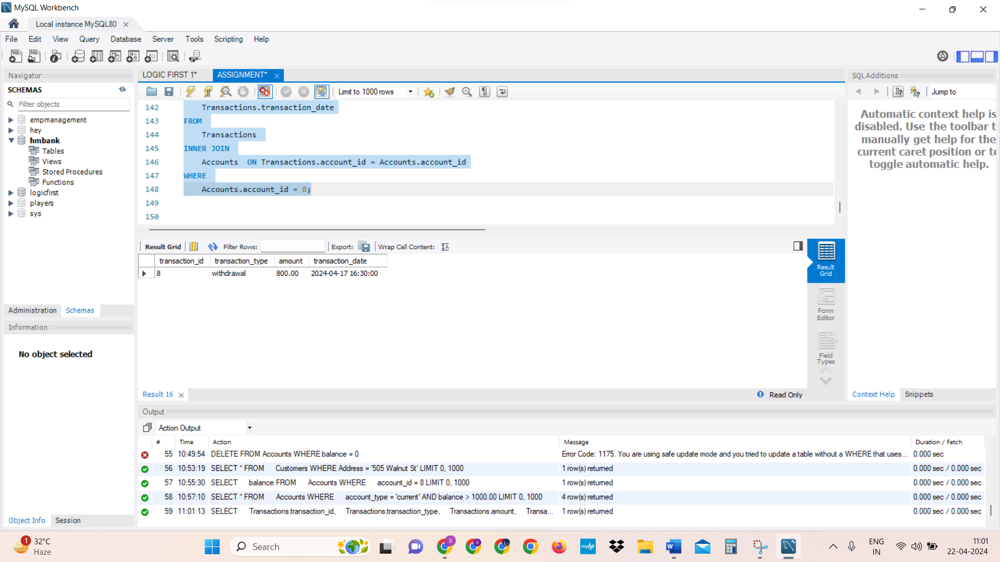 MySQL Workbench
Local instance MySQL80
File Edit View Query Database Server Tools Scripting Help
Navigator
SCHEMAS
Filter objects
empmanagement
hey
hmbank
Tables
Views
Stored Procedures
Functions
logicfirst
players
sys
Administration Schemas
Information
No object selected
Object Info Session
LOGIC FIRST 1* ASSIGNMENT*
Limit to 1000 rows
142 Transactions.transaction_date
143 FROM
144 Transactions
145 INNER JOIN
146 Accounts ON Transactions.account_id = Accounts.account_id
147 WHERE
148 Accounts.account_id = 8;
149
150
Result Grid Filter Rows: Export: Wrap Cell Content:
transaction_id transaction_type amount transaction_date
8 withdrawal 800.00 2024-04-17 16:30:00
Result Grid
Form Editor
Field Types
Result 16 Read Only
SQLAdditions
Jump to
Automatic context help is
disabled. Use the toolbar t
manually get help for the
current caret position or to
toggle automatic help.
Context Help Snippets
Output
Action Output
# Time Action Message Duration / Fetch
55 10:49:54 DELETE FROM Accounts WHERE balance = 0 Error Code: 1175. You are using safe update mode and you tried to update a table without a WHERE that uses... 0.000 sec
56 10:53:19 SELECT * FROM Customers WHERE Address = '505 Walnut St' LIMIT 0, 1000 1 row(s) returned 0.000 sec / 0.000 sec
57 10:55:30 SELECT balance FROM Accounts WHERE account_id = 8 LIMIT 0, 1000 1 row(s) returned 0.000 sec / 0.000 sec
58 10:57:10 SELECT * FROM Accounts WHERE account_type = 'current' AND balance > 1000.00 LIMIT 0, 1000 4 row(s) returned 0.000 sec / 0.000 sec
59 11:01:13 SELECT Transactions.transaction_id, Transactions.transaction_type, Transactions.amount, Transa... 1 row(s) returned 0.000 sec / 0.000 sec
1 32°C
Haze
Search
ENG
IN
11:01
22-04-2024